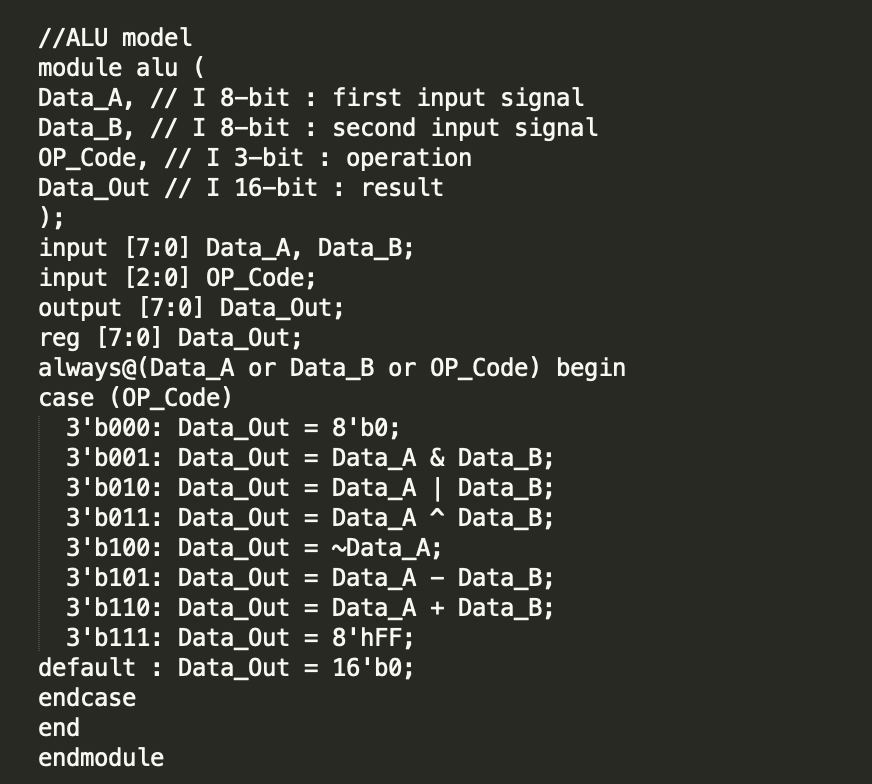 //ALU model
module alu (
Data_A, // I 8-bit : first input signal
Data_B, // I 8-bit : second input signal
OP_Code, // I 3-bit : operation
Data_Out // I 16-bit : result
);
input [7:0] Data_A, Data_B;
input [2:0] OP_Code;
output [7:0] Data_Out;
reg [7:0] Data_Out;
always@(Data_A or Data_B or OP_Code) begin
case (OP_Code)
  3'b000: Data_Out = 8'b0;
  3'b001: Data_Out = Data_A & Data_B;
  3'b010: Data_Out = Data_A | Data_B;
  3'b011: Data_Out = Data_A ^ Data_B;
  3'b100: Data_Out = ~Data_A;
  3'b101: Data_Out = Data_A - Data_B;
  3'b110: Data_Out = Data_A + Data_B;
  3'b111: Data_Out = 8'hFF;
default : Data_Out = 16'b0;
endcase
end
endmodule